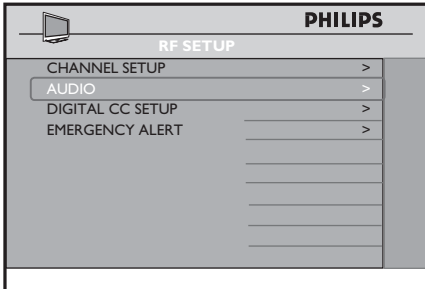 PHILIPS
RF SETUP
CHANNEL SETUP >
AUDIO >
DIGITAL CC SETUP >
EMERGENCY ALERT >